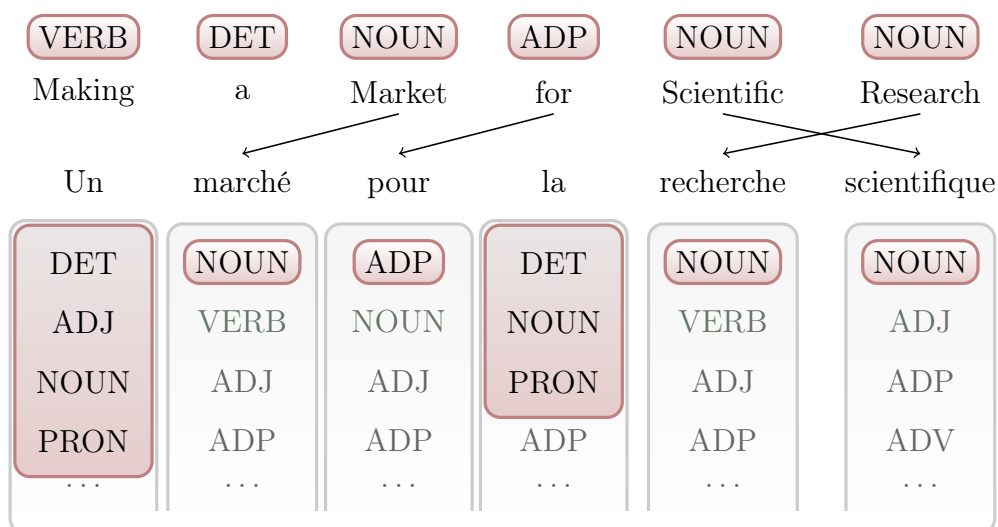 VERB DET NOUN ADP NOUN NOUN
Making a Market for Scientific Research
Un marché pour la recherche scientifique
DET NOUN ADP DET NOUN NOUN
ADJ VERB NOUN NOUN VERB ADJ
NOUN ADJ ADJ PRON ADJ ADP
PRON ADP ADP ADP ADP ADV
... ... ... ... ... ...